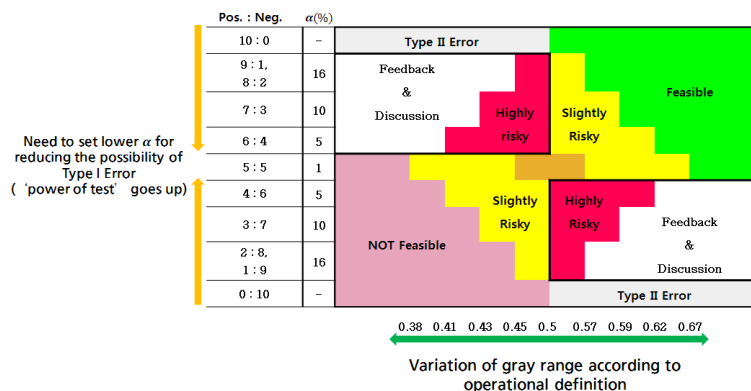 Pos. : Neg.
α(%)
10 : 0
–
Type II Error
9 : 1,
8 : 2
16
Feedback
&
Discussion
Feasible
7 : 3
10
Highly
risky
Slightly
Risky
6 : 4
5
Need to set lower α for
reducing the possibility of
Type I Error
( ‘power of test’ goes up)
5 : 5
1
4 : 6
5
Slightly
Risky
Highly
Risky
3 : 7
10
NOT Feasible
Feedback
&
Discussion
2 : 8,
1 : 9
16
0 : 10
–
Type II Error
0.38 0.41 0.43 0.45 0.5 0.57 0.59 0.62 0.67
Variation of gray range according to
operational definition